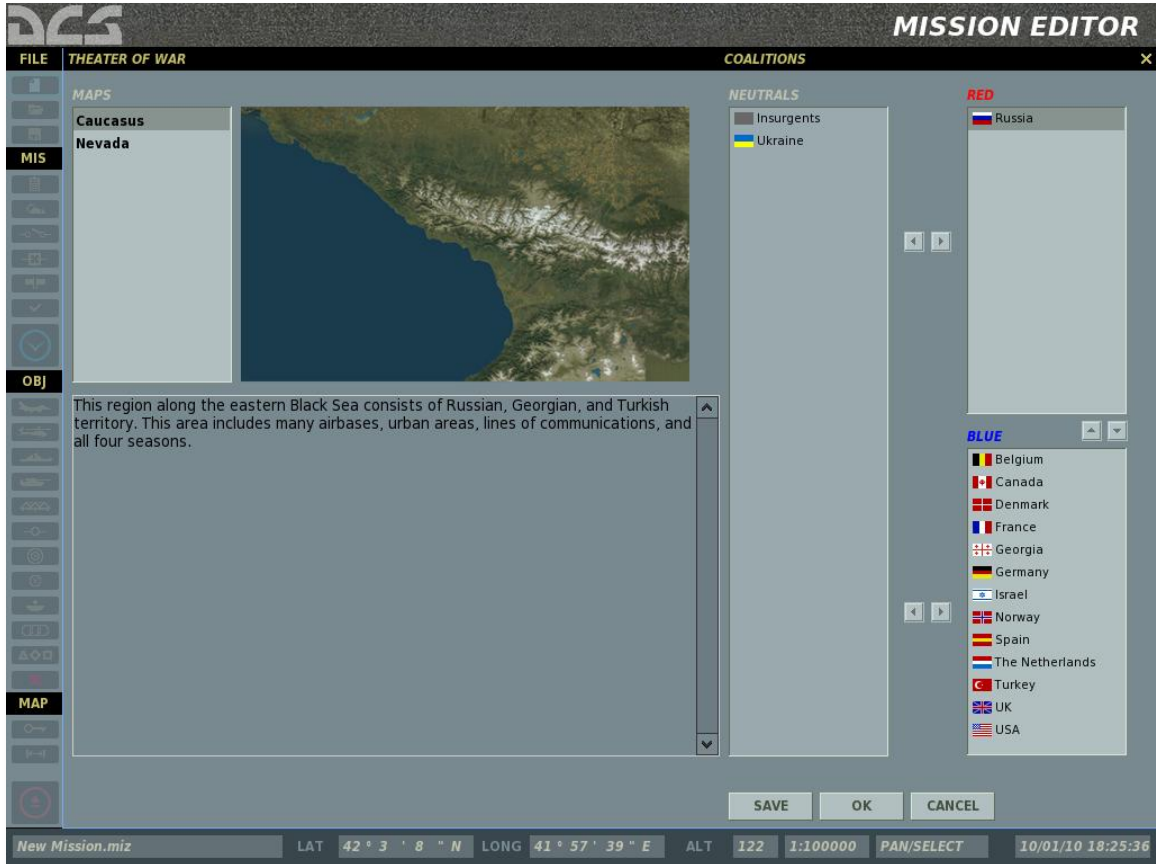 DCS
MISSION EDITOR
FILE
THEATER OF WAR
COALITIONS
MAPS
Caucasus
Nevada
NEUTRALS
Insurgents
Ukraine
RED
Russia
MIS
OBJ
MAP
This region along the eastern Black Sea consists of Russian, Georgian, and Turkish
territory. This area includes many airbases, urban areas, lines of communications, and
all four seasons.
BLUE
Belgium
Canada
Denmark
France
Georgia
Germany
Israel
Norway
Spain
The Netherlands
Turkey
UK
USA
SAVE OK CANCEL
New Mission.miz LAT 42 ° 3 ' 8 " N LONG 41 ° 57 ' 39 " E ALT 122 1:100000 PAN/SELECT 10/01/10 18:25:36